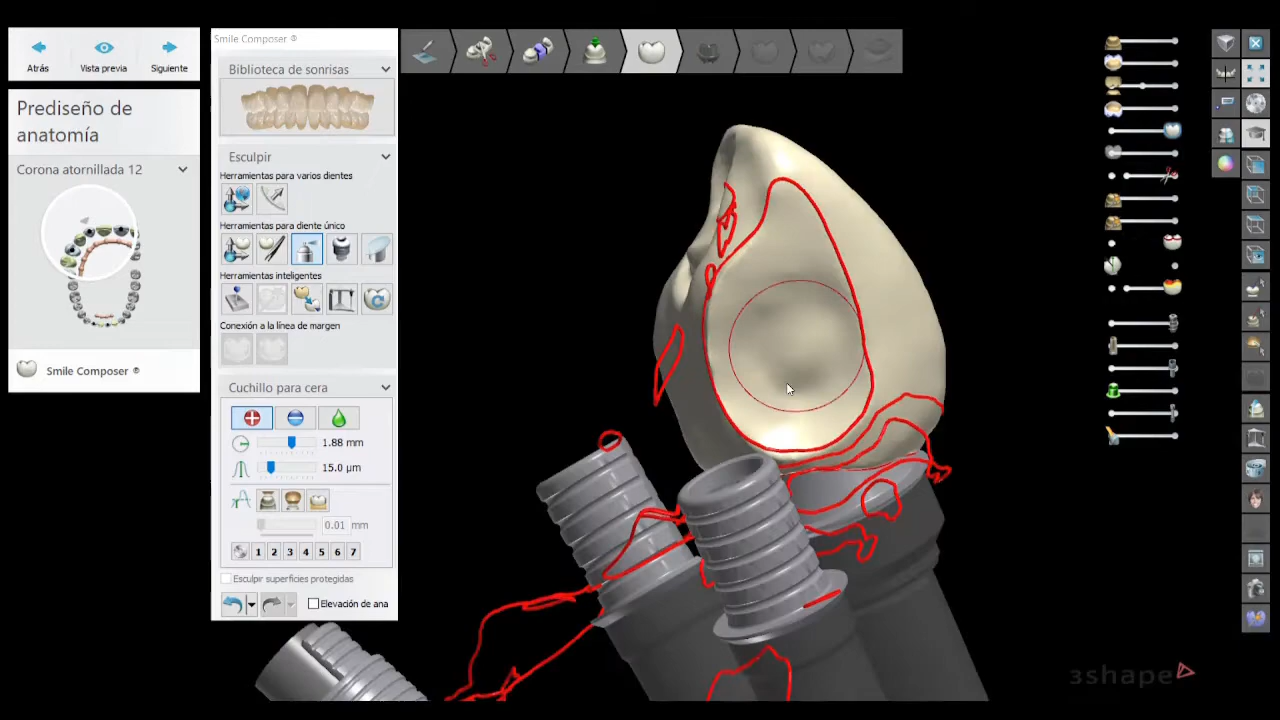 Atrás
Vista previa
Siguiente
Prediseño de
anatomía
Corona atornillada 12
Smile Composer ®
Smile Composer ®
Biblioteca de sonrisas
Esculpir
Herramientas para varios dientes
Herramientas para diente único
Herramientas inteligentes
Conexión a la línea de margen
Cuchillo para cera
1.88 mm
15.0 µm
0.01 mm
1 2 3 4 5 6 7
Esculpir superficies protegidas
Elevación de ana
3shape